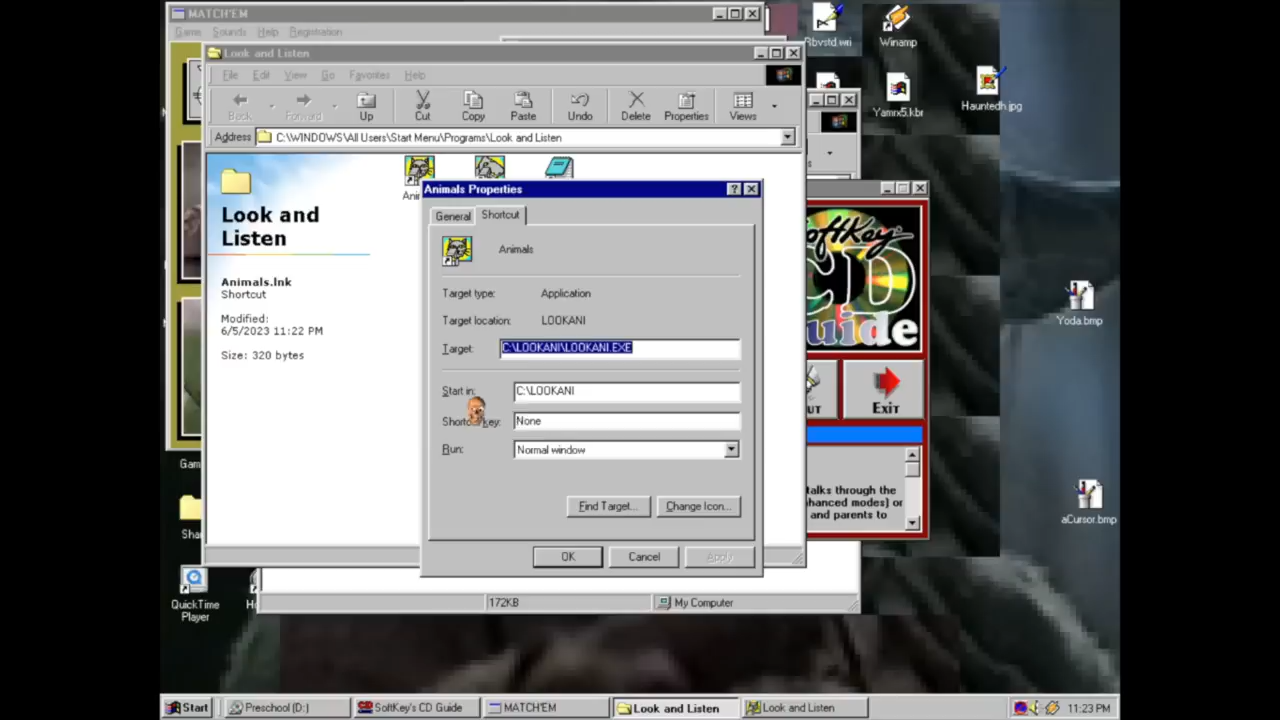 MATCH'EM
Game Sounds Help Registration
Look and Listen
File Edit View Go Favorites Help
Back Forward Up Cut Copy Paste Undo Delete Properties Views
Address C:\WINDOWS\All Users\Start Menu\Programs\Look and Listen
Look and
Listen
Animals.lnk
Shortcut
Modified:
6/5/2023 11:22 PM
Size: 320 bytes
Animals Properties
General Shortcut
Animals
Target type: Application
Target location: LOOKANI
Target: C:\LOOKANI\LOOKANI.EXE
Start in: C:\LOOKANI
Shortcut key: None
Run: Normal window
Find Target... Change Icon...
OK Cancel Apply
Rbvstd.wri
Winamp
Yamrx5.kbr
Hauntedh.jpg
SoftKey
CD
Guide
Exit
talks through the
and parents to
Yoda.bmp
aCursor.bmp
QuickTime
Player
172KB My Computer
Start Preschool (D:) SoftKey's CD Guide MATCH'EM Look and Listen Look and Listen 11:23 PM